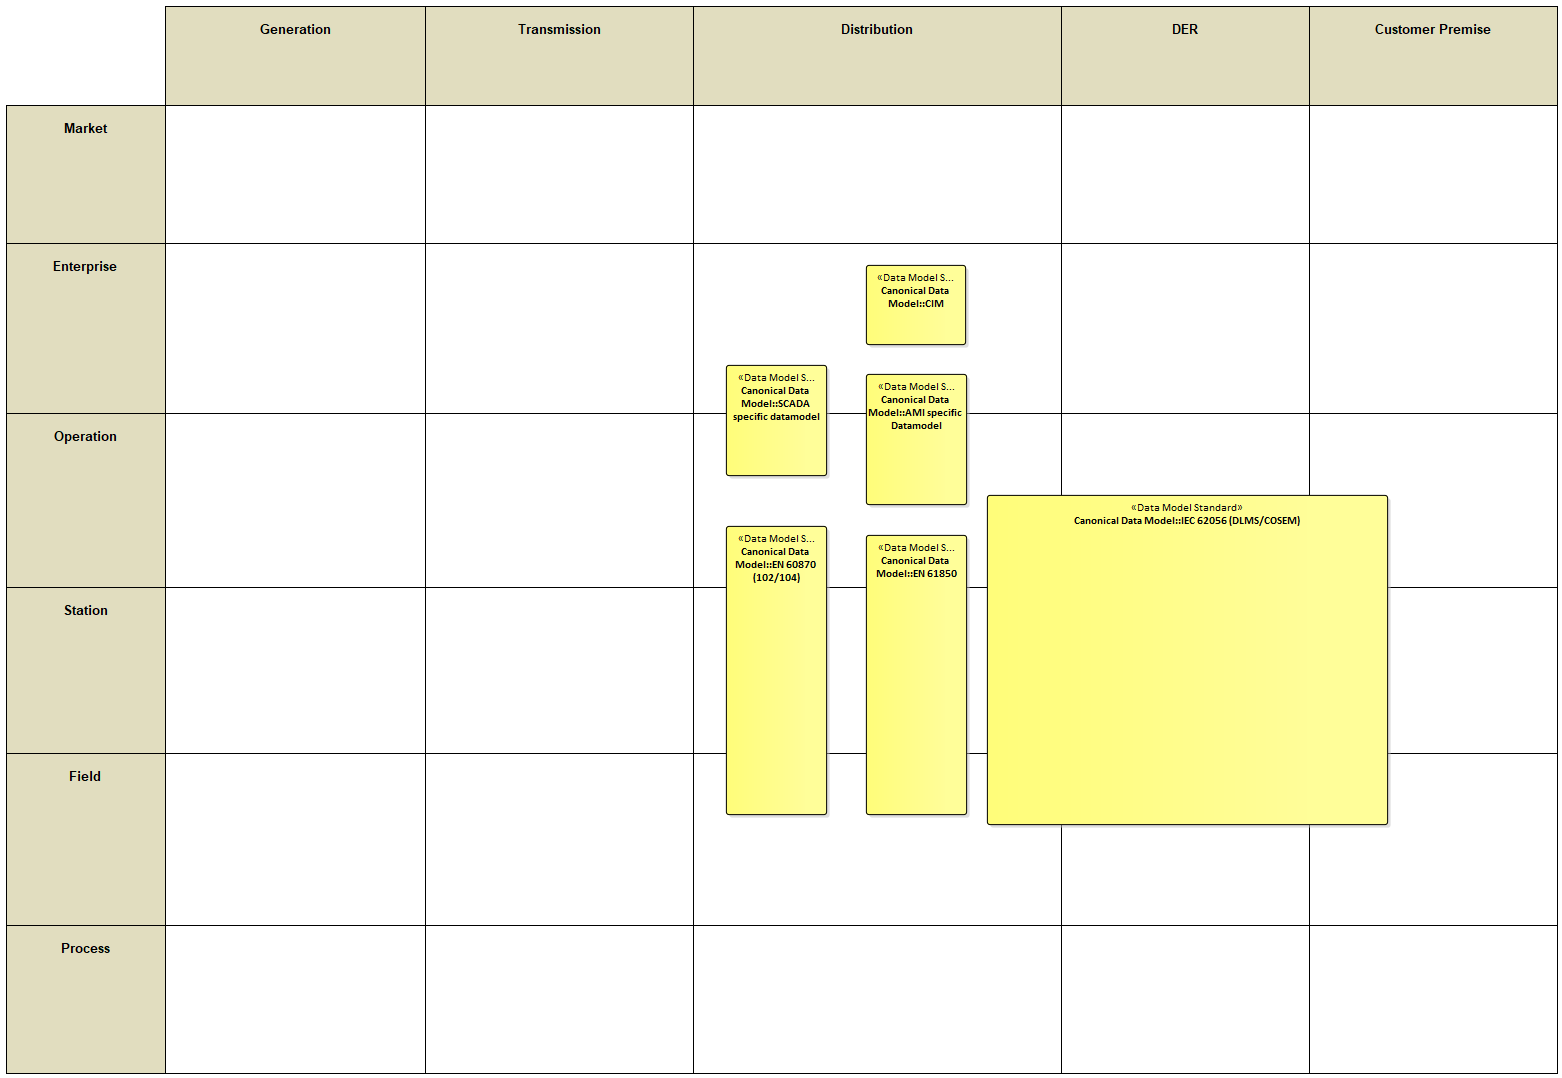 Generation
Transmission
Distribution
DER
Customer Premise
Market
Enterprise
«Data Model S...
Canonical Data
Model::CIM
«Data Model S...
Canonical Data
Model::SCADA
specific datamodel
«Data Model S...
Canonical Data
Model::AMI specific
Datamodel
Operation
«Data Model Standard»
Canonical Data Model::IEC 62056 (DLMS/COSEM)
«Data Model S...
Canonical Data
Model::EN 60870
(102/104)
«Data Model S...
Canonical Data
Model::EN 61850
Station
Field
Process